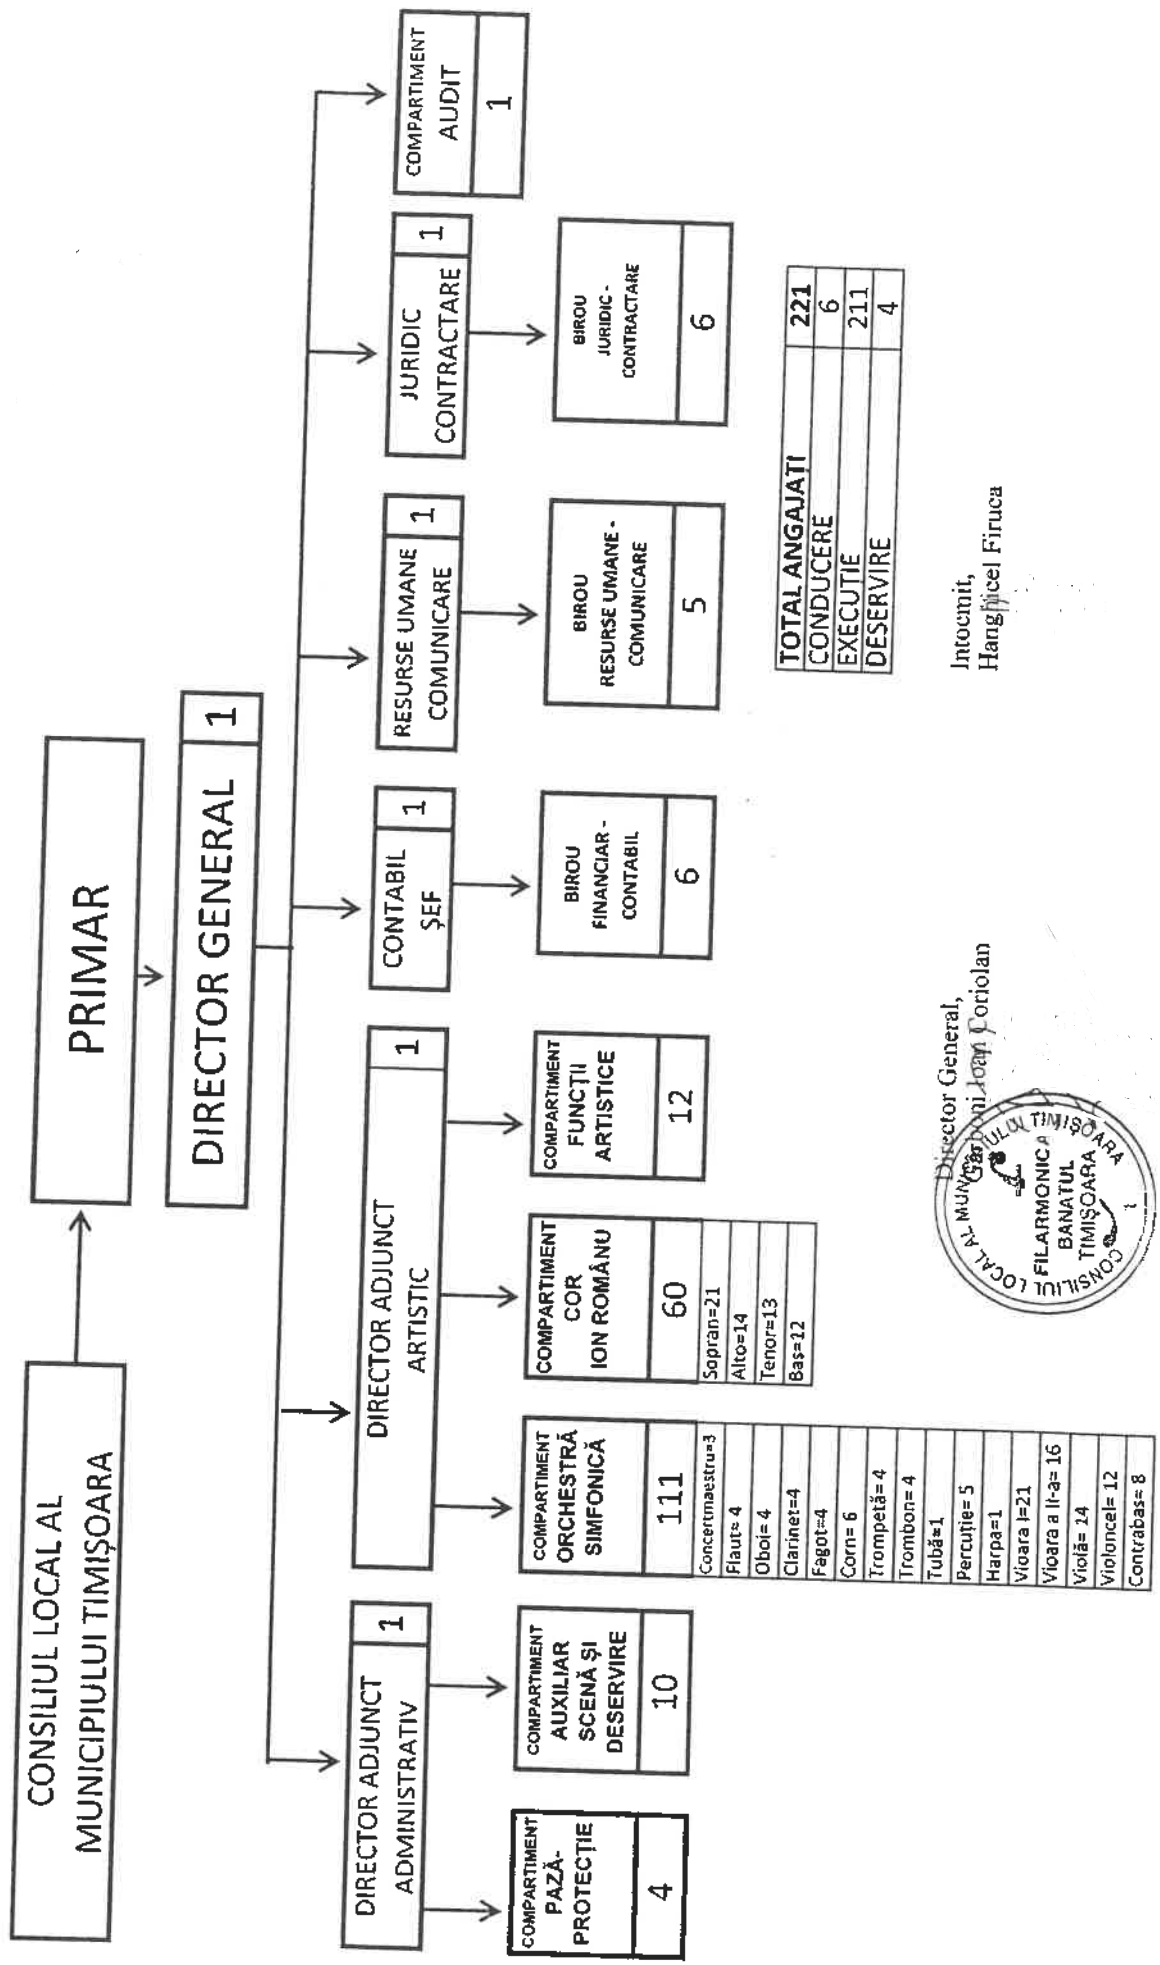 CONSILIUL LOCAL AL
MUNICIPIULUI TIMIȘOARA
PRIMAR
DIRECTOR GENERAL
1
DIRECTOR ADJUNCT
ADMINISTRATIV
1
DIRECTOR ADJUNCT
ARTISTIC
1
CONTABIL
ȘEF
1
RESURSE UMANE
COMUNICARE
1
JURIDIC
CONTRACTARE
1
COMPARTIMENT
AUDIT
1
COMPARTIMENT
PAZĂ-
PROTECȚIE
4
COMPARTIMENT
AUXILIAR
SCENĂ ȘI
DESERVIRE
10
COMPARTIMENT
ORCHESTRĂ
SIMFONICĂ
111
Concertmaestru=3
Flaut= 4
Oboi= 4
Clarinet=4
Fagot=4
Corn= 6
Trompetă= 4
Trombon= 4
Tubă=1
Percuție= 5
Harpa=1
Vioara I=21
Vioara a II-a= 16
Violă= 14
Violoncel= 12
Contrabas= 8
COMPARTIMENT
COR
ION ROMÂNU
60
Sopran=21
Alto=14
Tenor=13
Bas=12
COMPARTIMENT
FUNCȚII
ARTISTICE
12
BIROU
FINANCIAR -
CONTABIL
6
BIROU
RESURSE UMANE -
COMUNICARE
5
BIROU
JURIDIC -
CONTRACTARE
6
TOTAL ANGAJAȚI 221
CONDUCERE 6
EXECUȚIE 211
DESERVIRE 4
Director General,
Garboni Ioan Coriolan
CONSILIUL LOCAL AL MUNICIPIULUI TIMIȘOARA
FILARMONICA
BANATUL
TIMIȘOARA
1
Intocmit,
Firuca